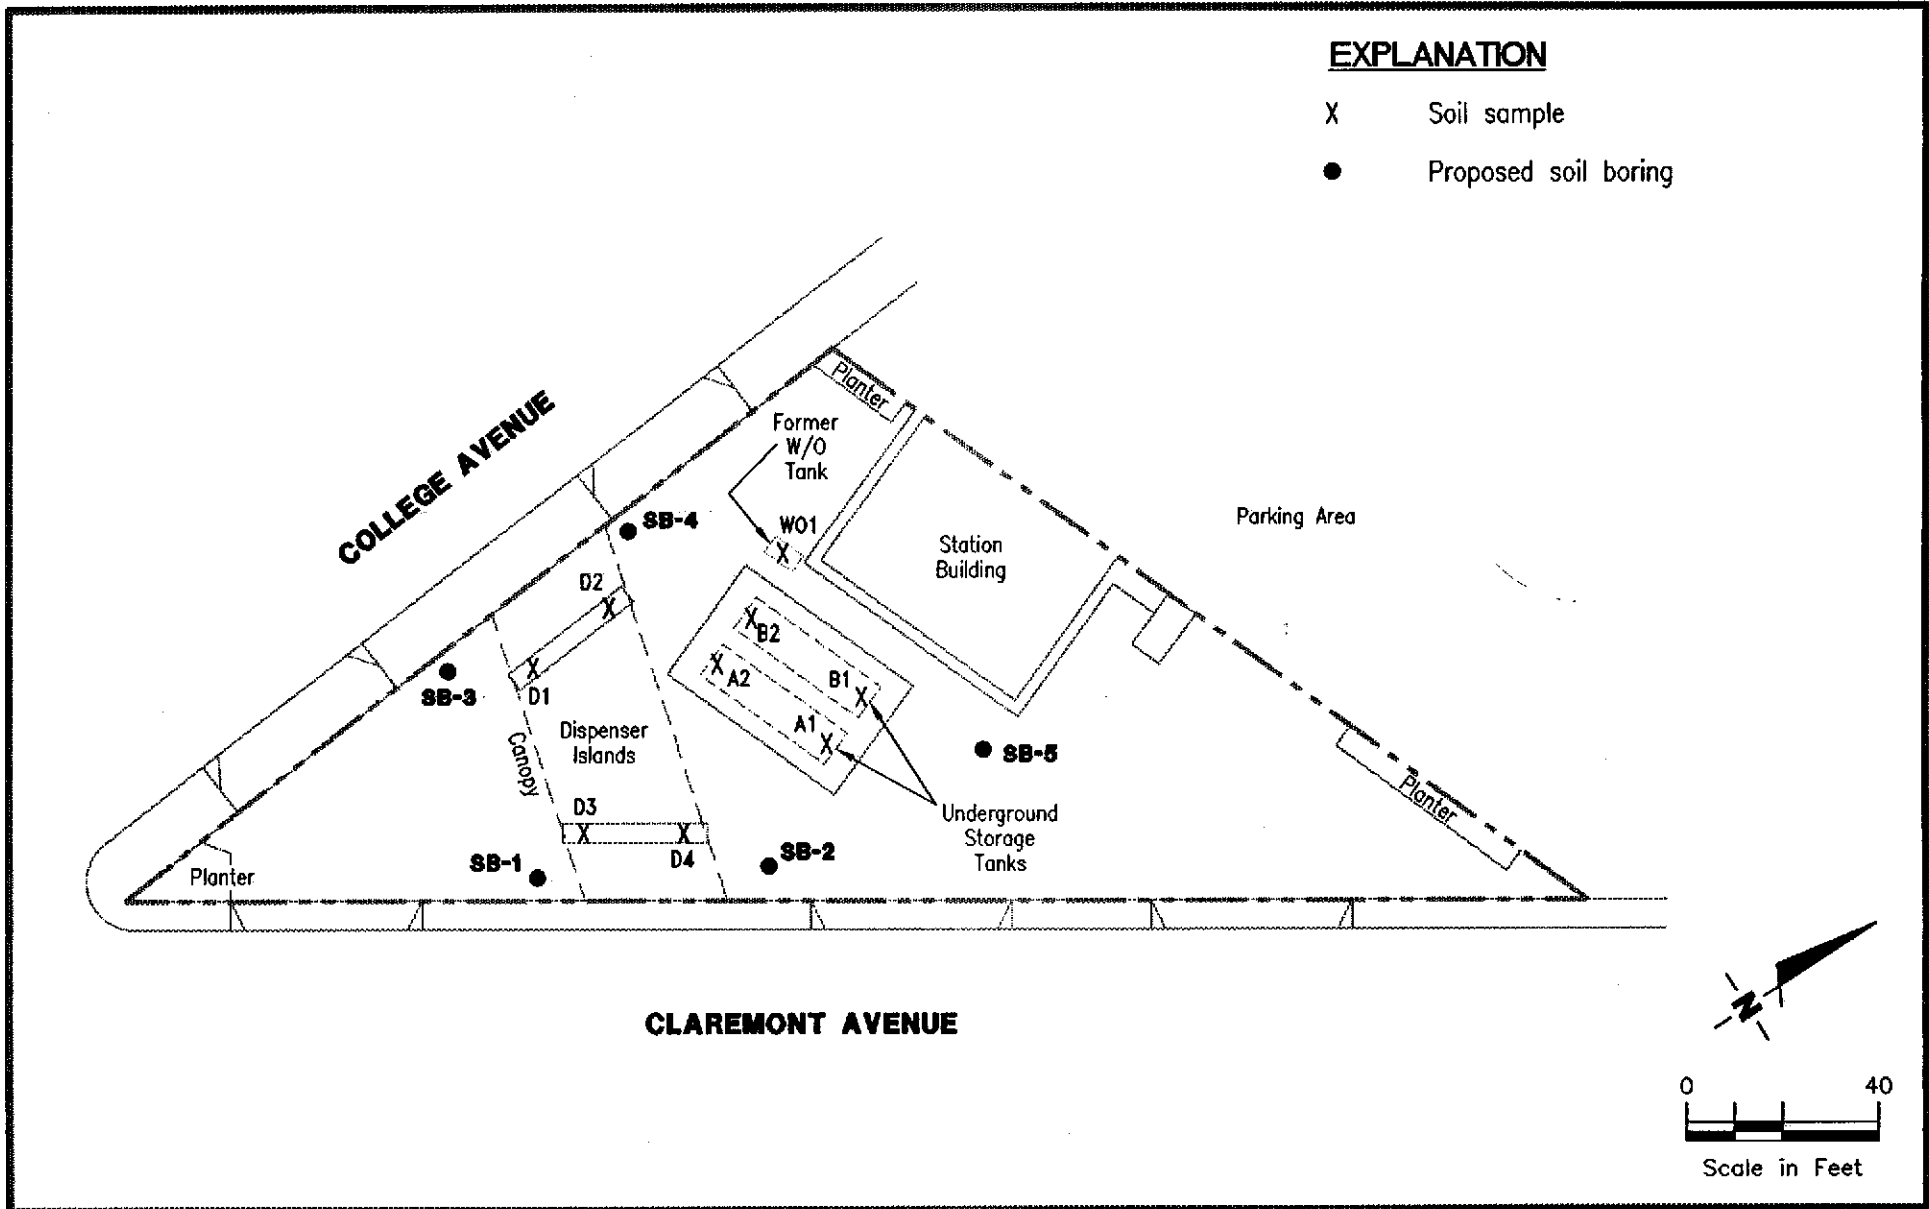 EXPLANATION
X Soil sample
● Proposed soil boring
COLLEGE AVENUE
Planter
Former
W/O
Tank
WO1
SB-4
Station
Building
Parking Area
D2
B2
A2
B1
A1
D1
SB-3
Dispenser
Islands
Canopy
SB-5
Underground
Storage
Tanks
Planter
D3
D4
SB-1
SB-2
Planter
CLAREMONT AVENUE
N
0 40
Scale in Feet